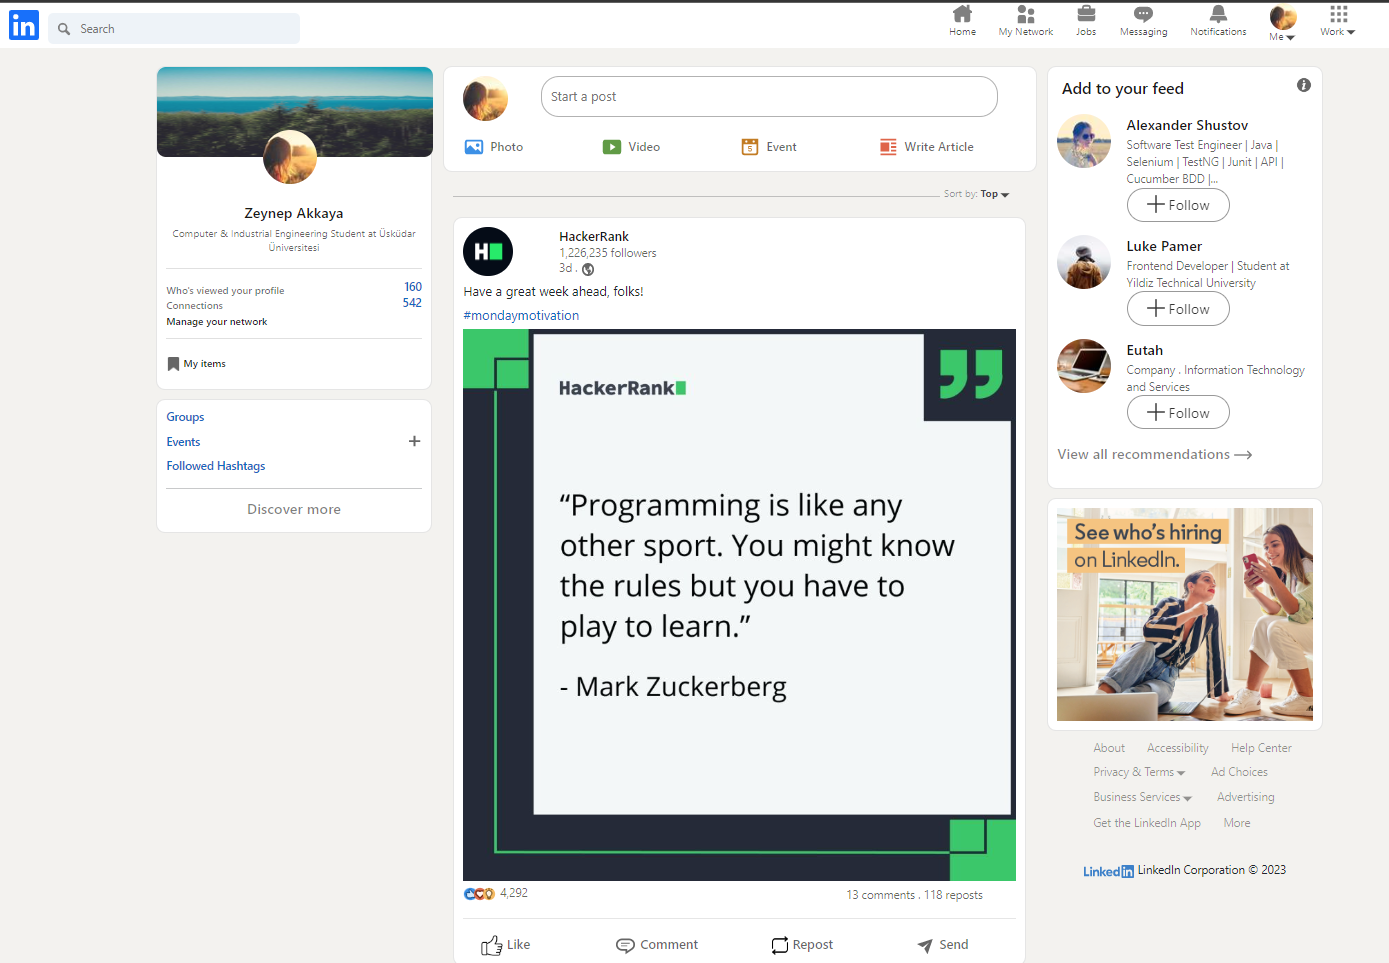 in
Search
Home
My Network
Jobs
Messaging
Notifications
Me
Work
Zeynep Akkaya
Computer & Industrial Engineering Student at Üsküdar
Üniversitesi
Who's viewed your profile 160
Connections 542
Manage your network
My items
Groups
Events
Followed Hashtags
Discover more
Start a post
Photo
Video
Event
Write Article
Sort by: Top
H
HackerRank
1,226,235 followers
3d .
Have a great week ahead, folks!
#mondaymotivation
HackerRank
“Programming is like any
other sport. You might know
the rules but you have to
play to learn.”
- Mark Zuckerberg
4,292
13 comments . 118 reposts
Like
Comment
Repost
Send
Add to your feed
Alexander Shustov
Software Test Engineer | Java |
Selenium | TestNG | Junit | API |
Cucumber BDD |...
Follow
Luke Pamer
Frontend Developer | Student at
Yildiz Technical University
Follow
Eutah
Company . Information Technology
and Services
Follow
View all recommendations
See who's hiring
on LinkedIn.
About Accessibility Help Center
Privacy & Terms Ad Choices
Business Services Advertising
Get the LinkedIn App More
LinkedIn LinkedIn Corporation © 2023